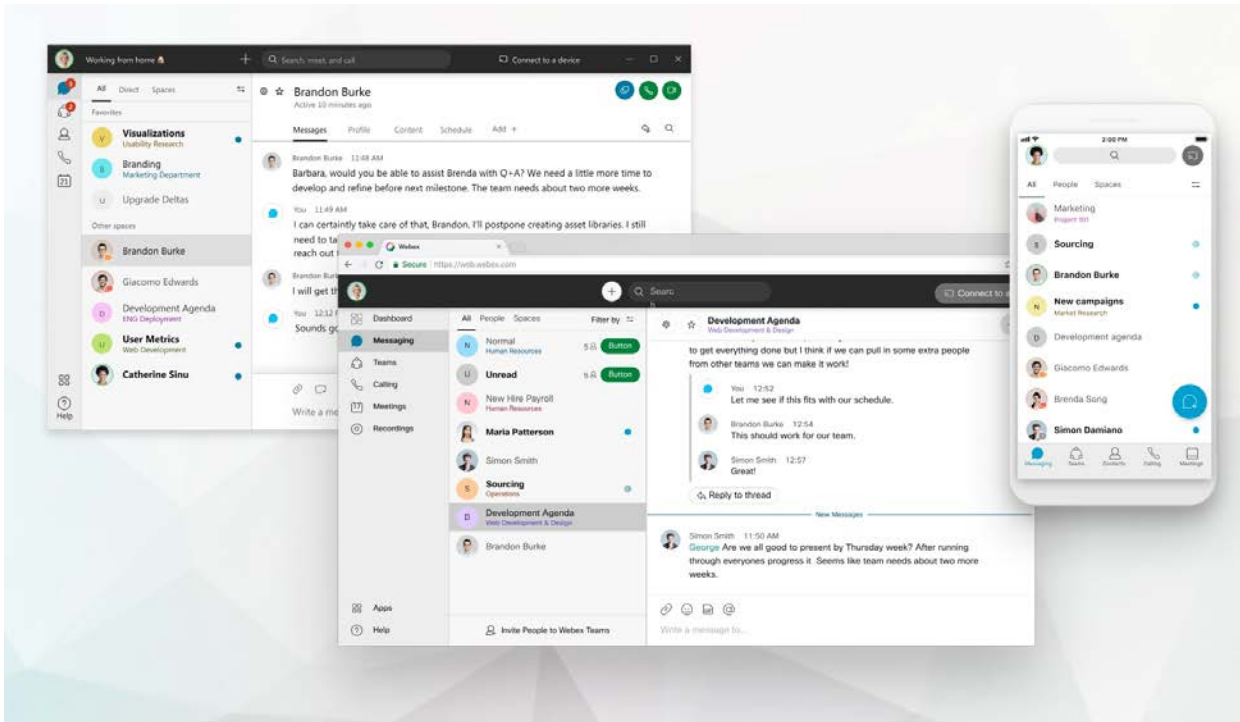 Working from home
Search, meet, and call
Connect to a device
All Direct Spaces
Favorites
Visualizations
Usability Research
Branding
Marketing Department
Upgrade Deltas
Other spaces
Brandon Burke
Giacomo Edwards
Development Agenda
ENG Deployment
User Metrics
Web Development
Catherine Sinu
Help
21
Brandon Burke
Active 10 minutes ago
Messages Profile Content Schedule Add +
Brandon Burke 11:48 AM
Barbara, would you be able to assist Brenda with Q+A? We need a little more time to
develop and refine before next milestone. The team needs about two more weeks.
You 11:49 AM
I can certainly take care of that, Brandon. I'll postpone creating asset libraries. I still
need to ta
reach out
Brandon Burk
I will get th
You 12:12
Sounds go
Write a me
Webex
Secure https://web.webex.com
Searc
h
Connect to a
Dashboard
Messaging
Teams
Calling
Meetings
Recordings
Apps
Help
All People Spaces Filter by
N Normal
Human Resources
5 Button
U Unread
5 Button
N New Hire Payroll
Human Resources
Maria Patterson
Simon Smith
S Sourcing
Operations
@
D Development Agenda
Web Development & Design
Brandon Burke
Invite People to Webex Teams
Development Agenda
Web Development & Design
to get everything done but I think if we can pull in some extra people
from other teams we can make it work!
You 12:52
Let me see if this fits with our schedule.
Brandon Burke 12:54
This should work for our team.
Simon Smith 12:57
Great!
Reply to thread
New Messages
Simon Smith 11:50 AM
George Are we all good to present by Thursday week? After running
through everyones progress it Seems like team needs about two more
weeks.
Write a message to...
2:00 PM
All People Spaces
Marketing
S Sourcing
Brandon Burke
N New campaigns
Market Research
D Development agenda
Giacomo Edwards
Brenda Song
Simon Damiano
Messaging Teams Contacts Calling Meetings